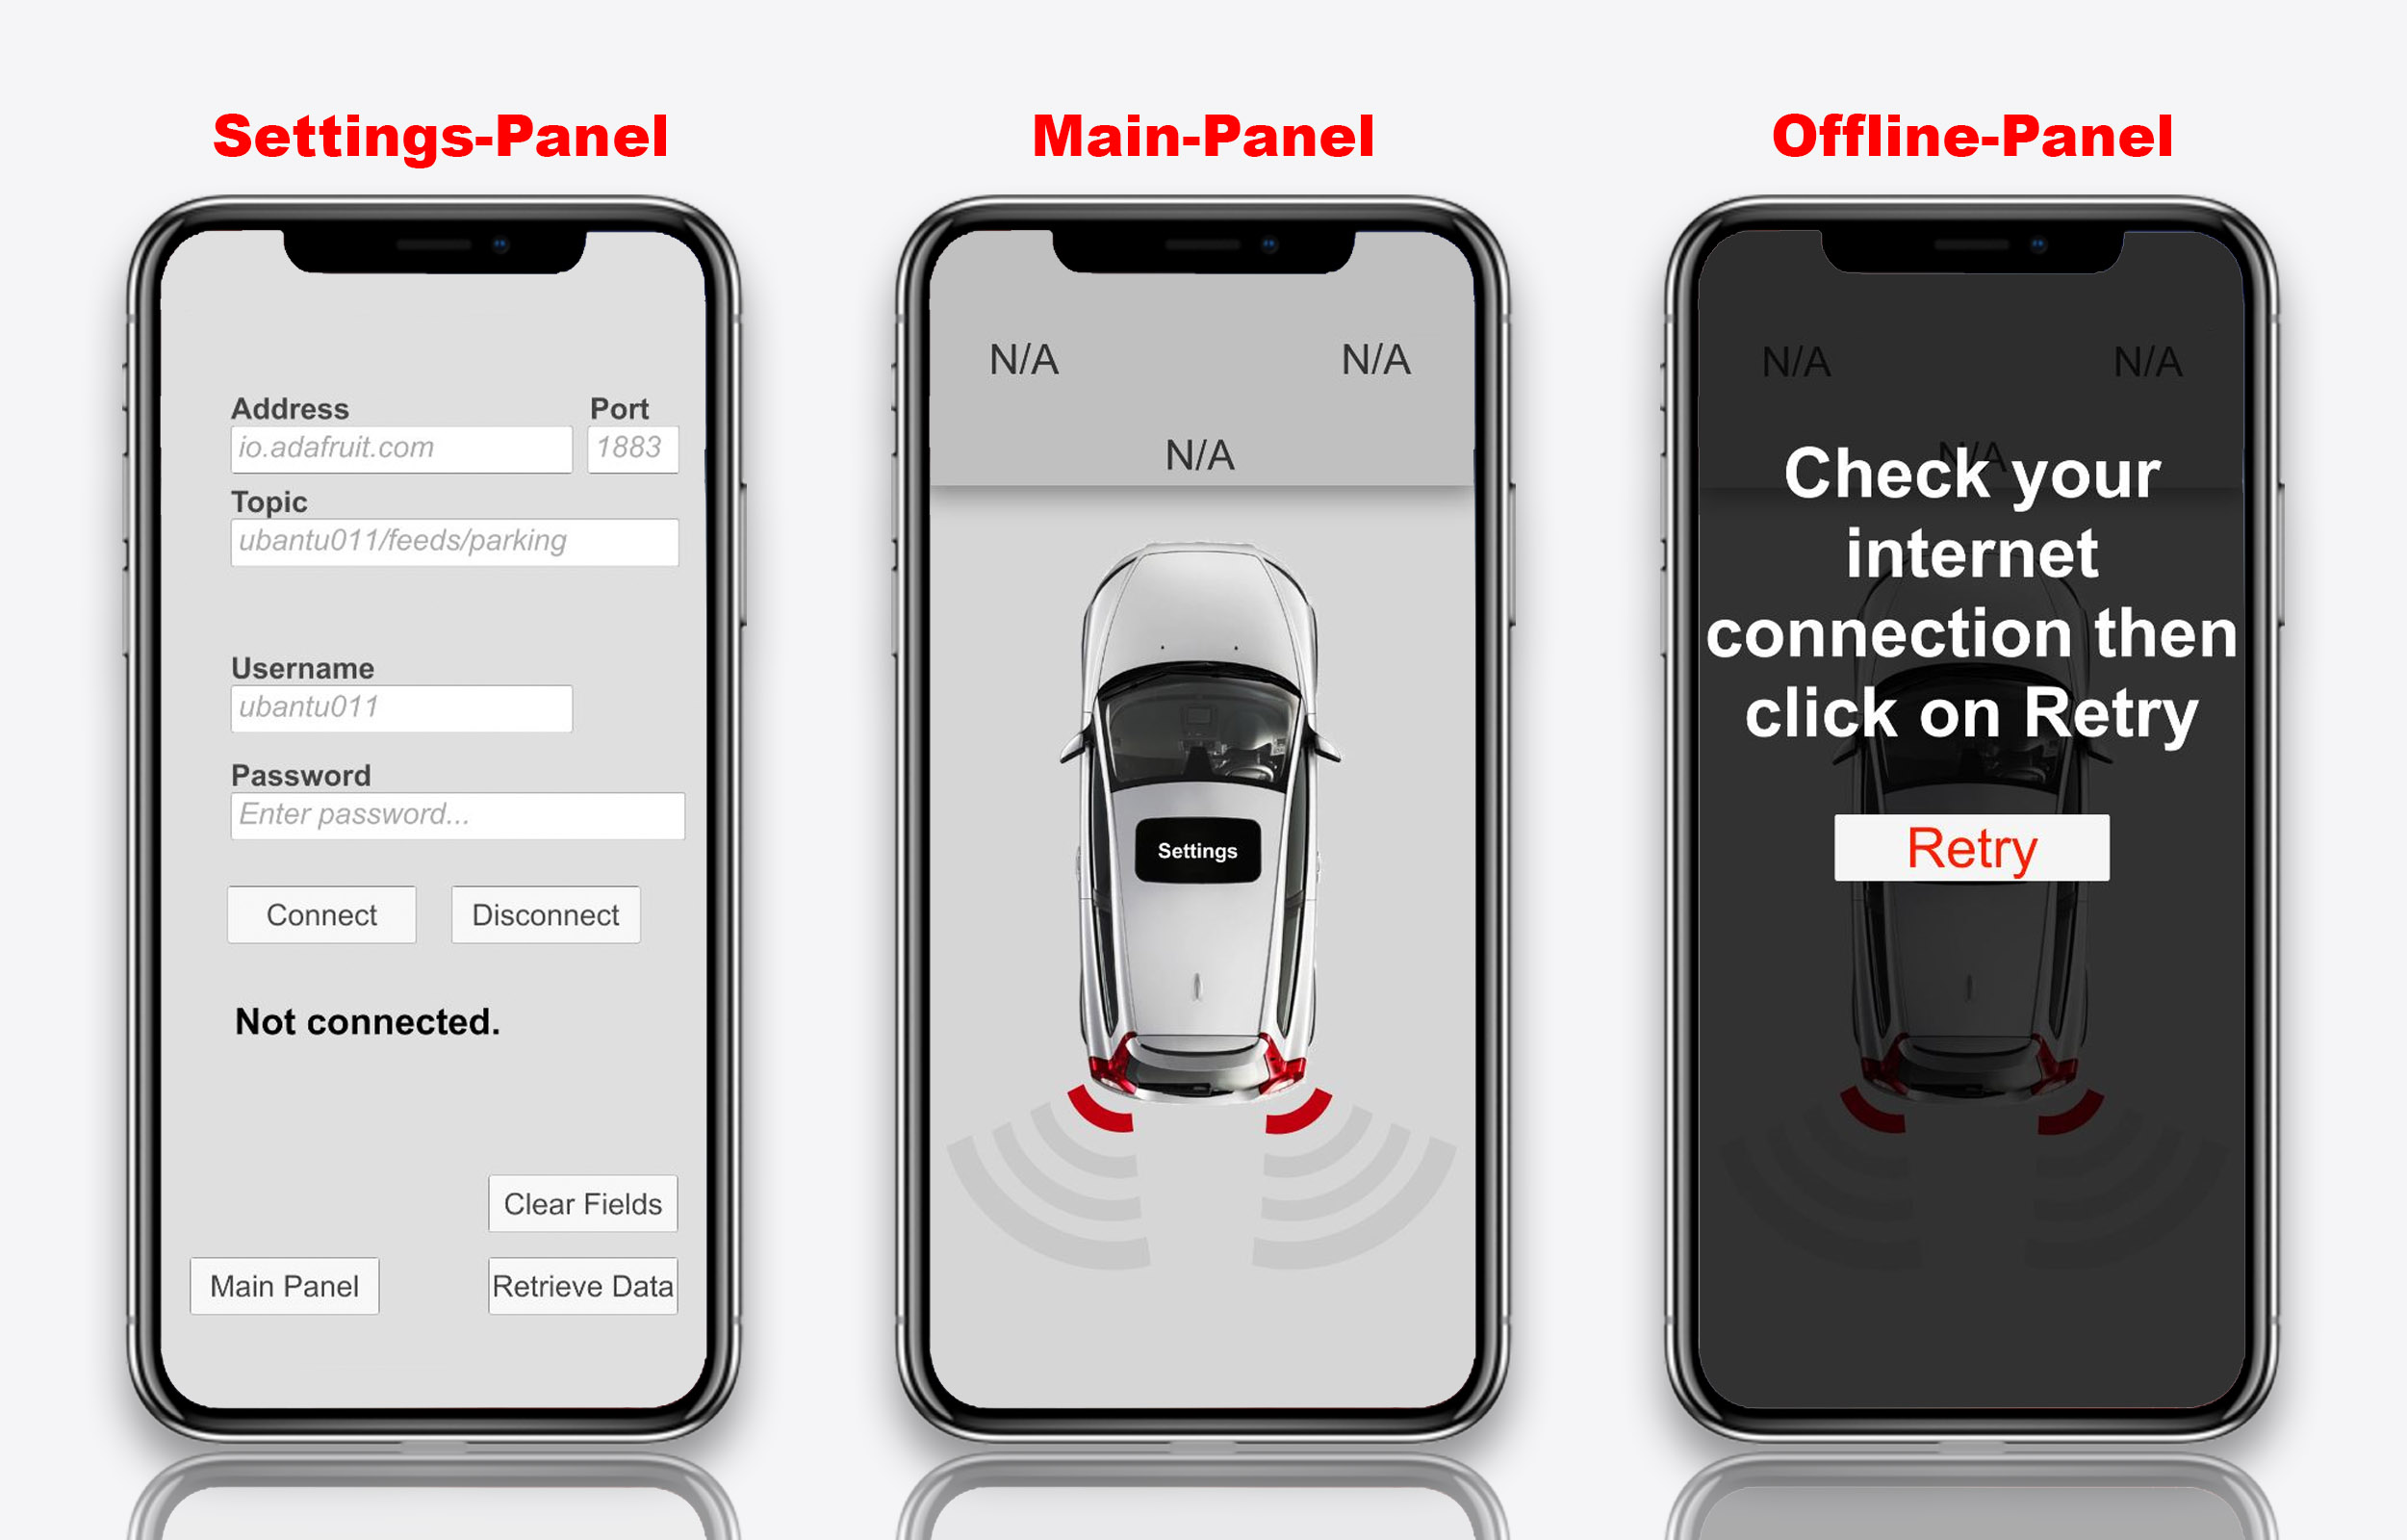 Settings-Panel
Address Port
io.adafruit.com 1883
Topic
ubantu011/feeds/parking
Username
ubantu011
Password
Enter password...
Connect Disconnect
Not connected.
Clear Fields
Main Panel Retrieve Data
Main-Panel
N/A N/A
N/A
Settings
Offline-Panel
N/A N/A
N/A
Check your
internet
connection then
click on Retry
Retry